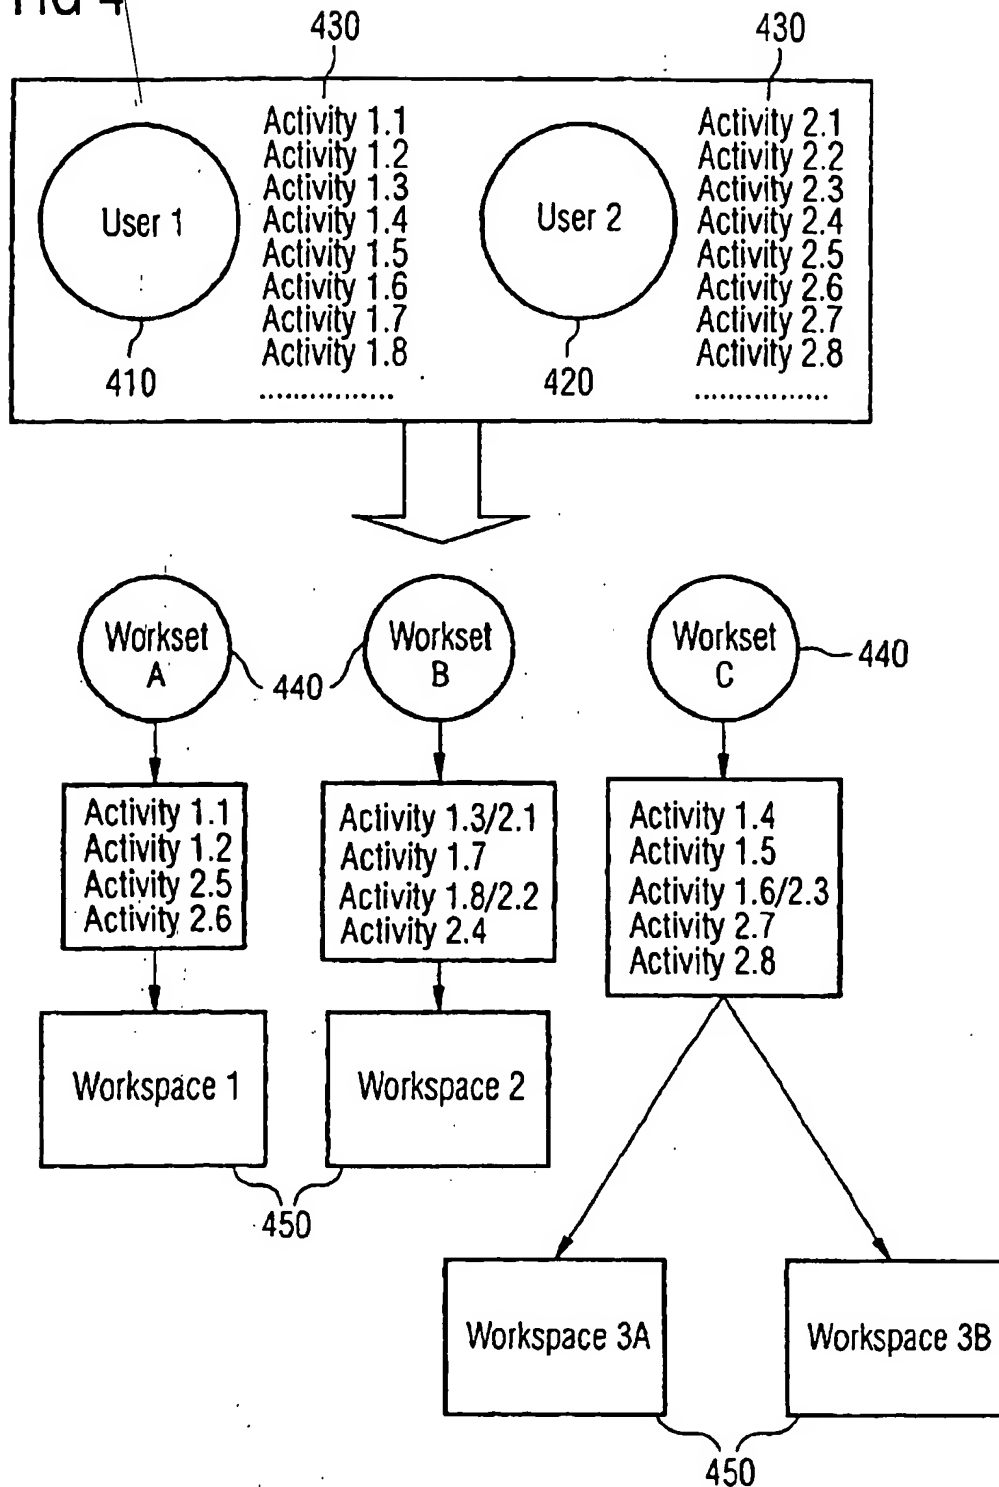 FIG 4
430
430
Activity 1.1
Activity 1.2
Activity 1.3
Activity 1.4
Activity 1.5
Activity 1.6
Activity 1.7
Activity 1.8
...............
User 1
410
Activity 2.1
Activity 2.2
Activity 2.3
Activity 2.4
Activity 2.5
Activity 2.6
Activity 2.7
Activity 2.8
...............
User 2
420
Workset
A
440
Workset
B
Workset
C
440
Activity 1.1
Activity 1.2
Activity 2.5
Activity 2.6
Activity 1.3/2.1
Activity 1.7
Activity 1.8/2.2
Activity 2.4
Activity 1.4
Activity 1.5
Activity 1.6/2.3
Activity 2.7
Activity 2.8
Workspace 1
Workspace 2
450
Workspace 3A
Workspace 3B
450